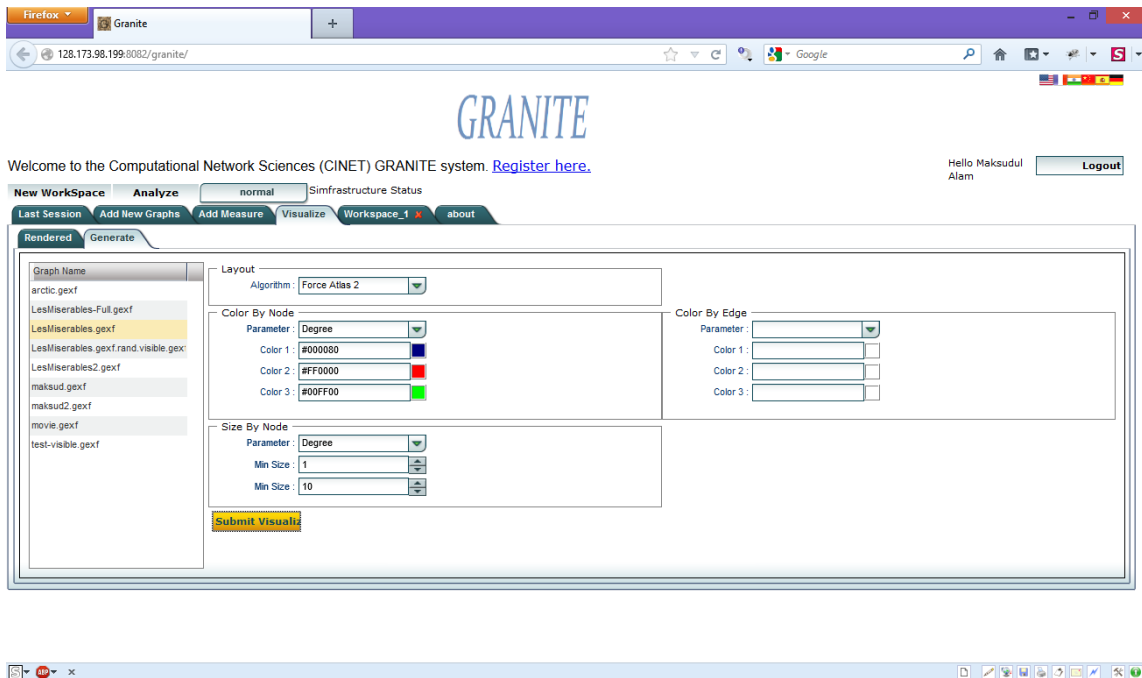 Firefox
Granite
+
128.173.98.199:8082/granite/
Google
GRANITE
Welcome to the Computational Network Sciences (CINET) GRANITE system. Register here.
Hello Maksudul Alam
Logout
New WorkSpace Analyze normal Simfrastructure Status
Last Session Add New Graphs Add Measure Visualize Workspace_1 x about
Rendered Generate
Graph Name
arctic.gexf
LesMiserables-Full.gexf
LesMiserables.gexf
LesMiserables.gexf.rand.visible.gex
LesMiserables2.gexf
maksud.gexf
maksud2.gexf
movie.gexf
test-visible.gexf
Layout
Algorithm : Force Atlas 2
Color By Node
Parameter : Degree
Color 1 : #000080
Color 2 : #FF0000
Color 3 : #00FF00
Color By Edge
Parameter :
Color 1 :
Color 2 :
Color 3 :
Size By Node
Parameter : Degree
Min Size : 1
Min Size : 10
Submit Visualiz
S ABP x